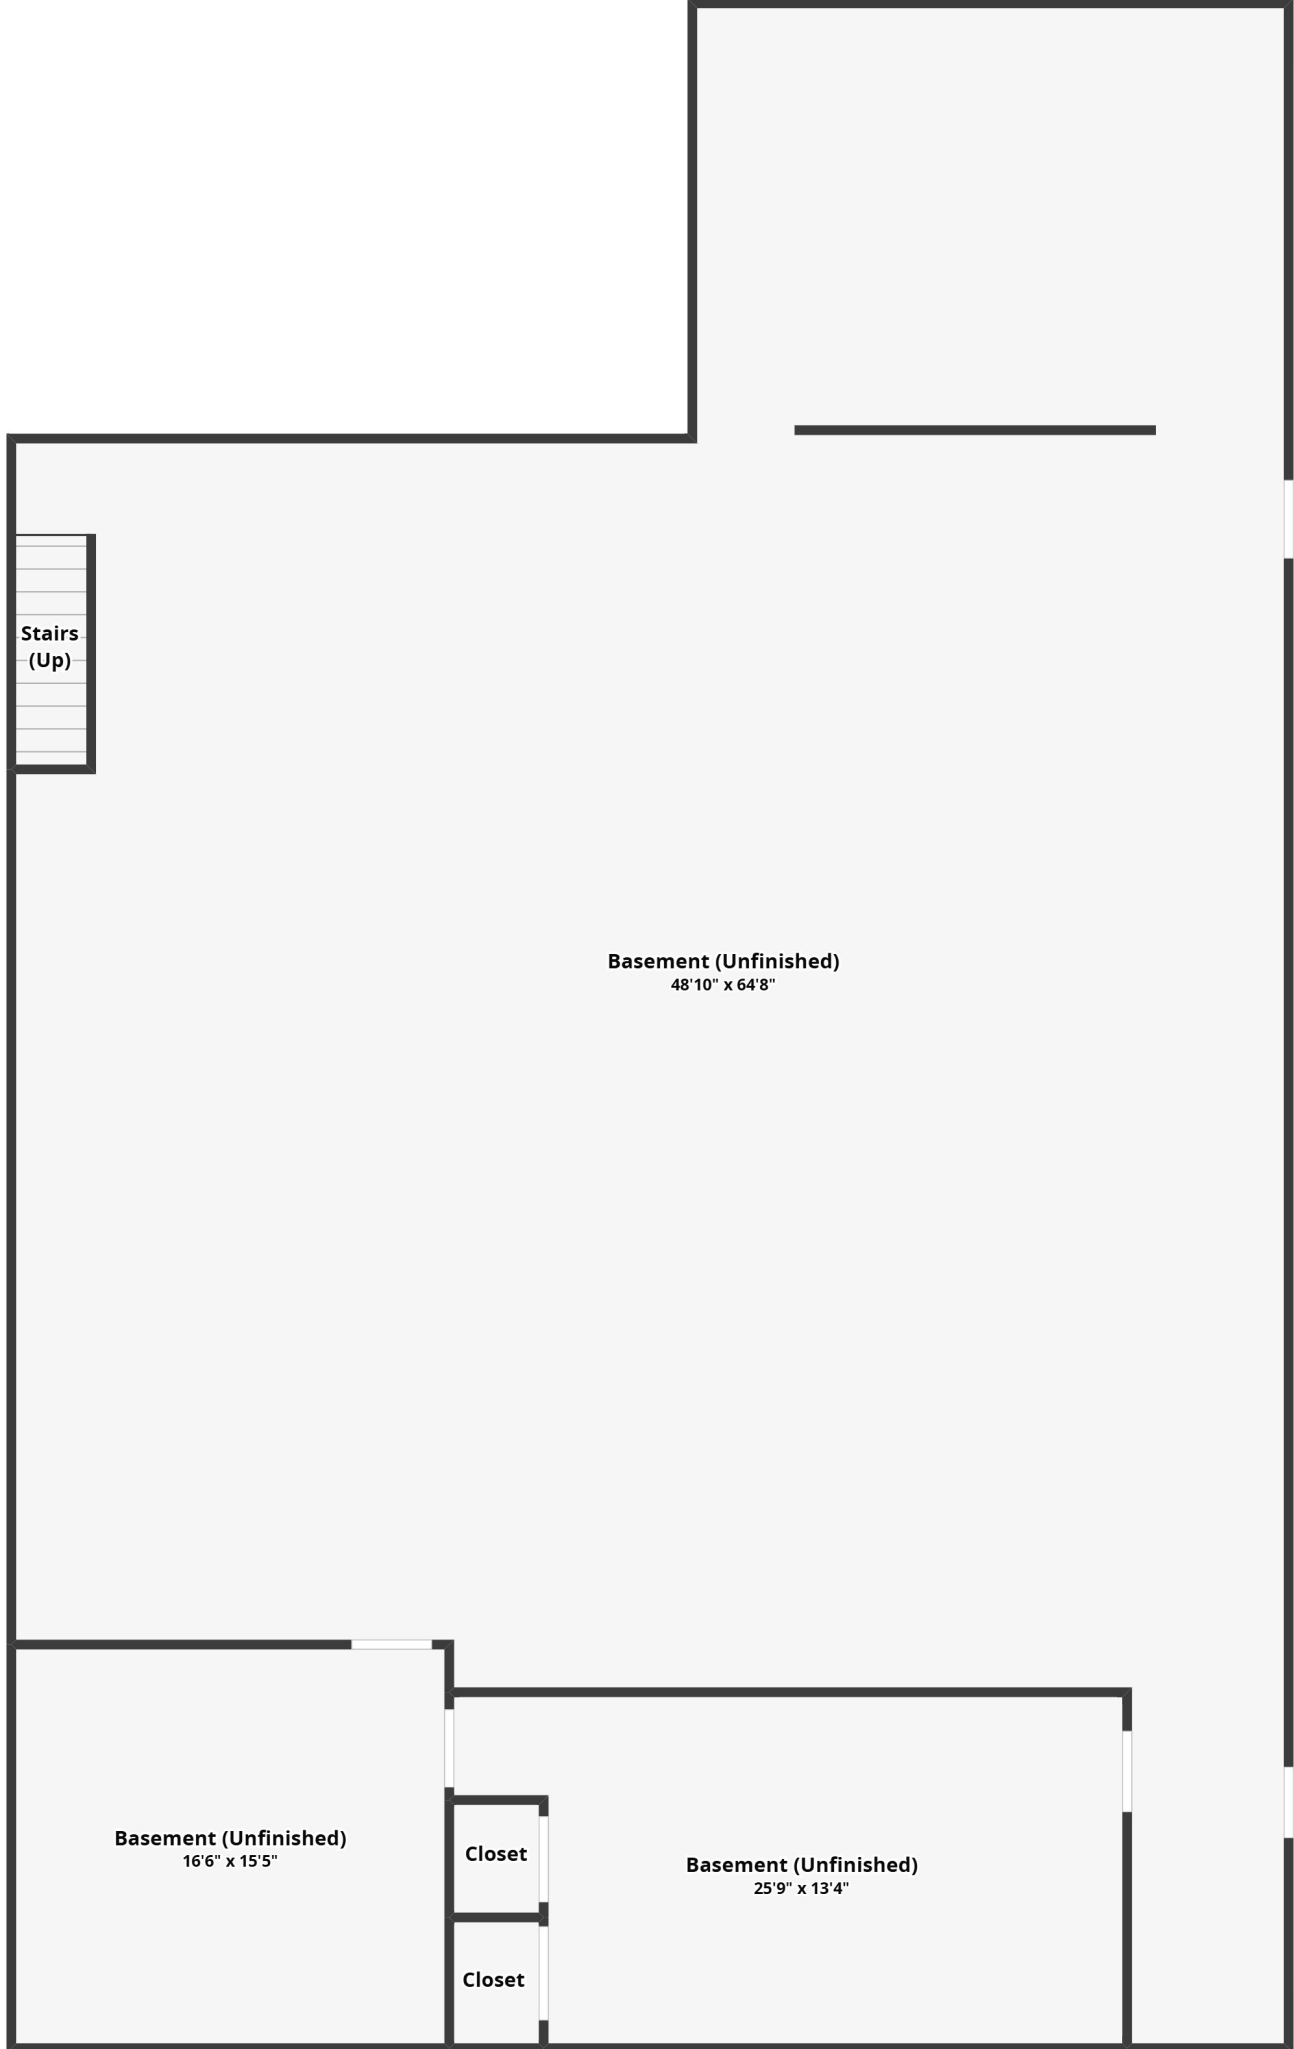 Stairs
(Up)
Basement (Unfinished)
48'10" x 64'8"
Basement (Unfinished)
16'6" x 15'5"
Closet
Basement (Unfinished)
25'9" x 13'4"
Closet